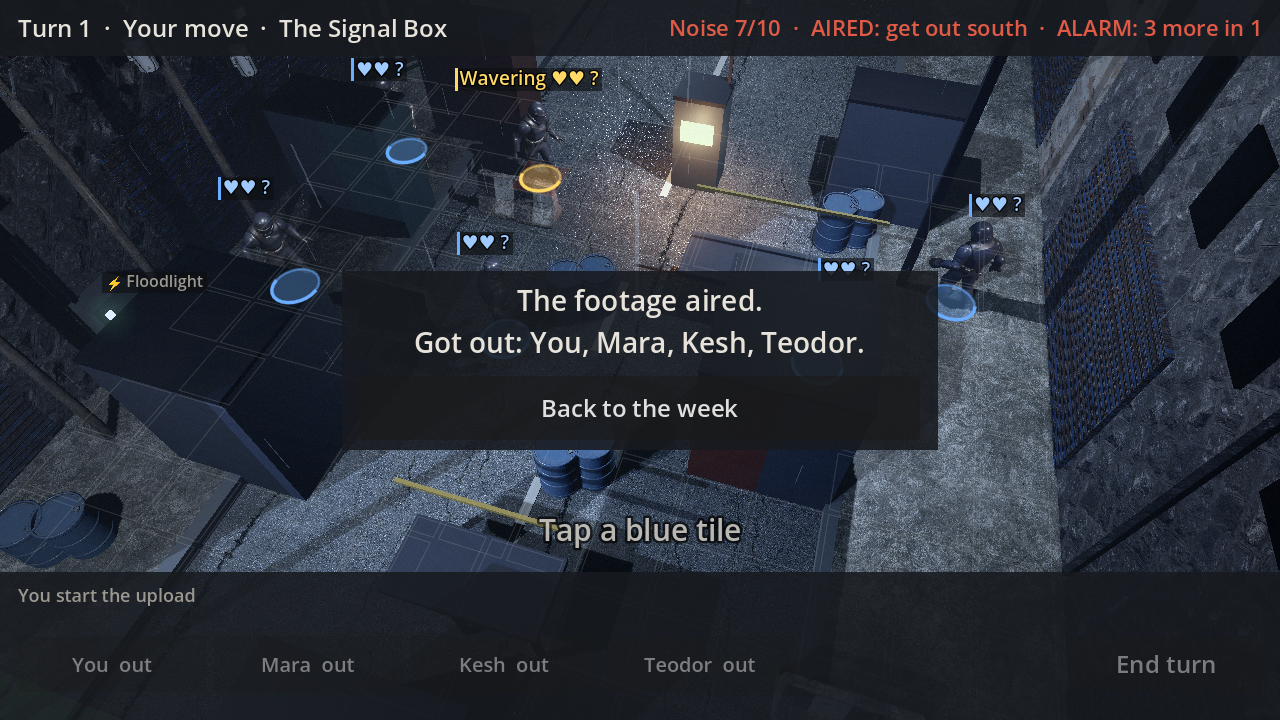 Turn 1 · Your move · The Signal Box
Noise 7/10 · AIRED: get out south · ALARM: 3 more in 1
♥♥ ?
Wavering ♥♥ ?
♥♥ ?
♥♥ ?
♥♥ ?
♥♥ ?
⚡ Floodlight
The footage aired.
Got out: You, Mara, Kesh, Teodor.
Back to the week
Tap a blue tile
You start the upload
You out
Mara out
Kesh out
Teodor out
End turn